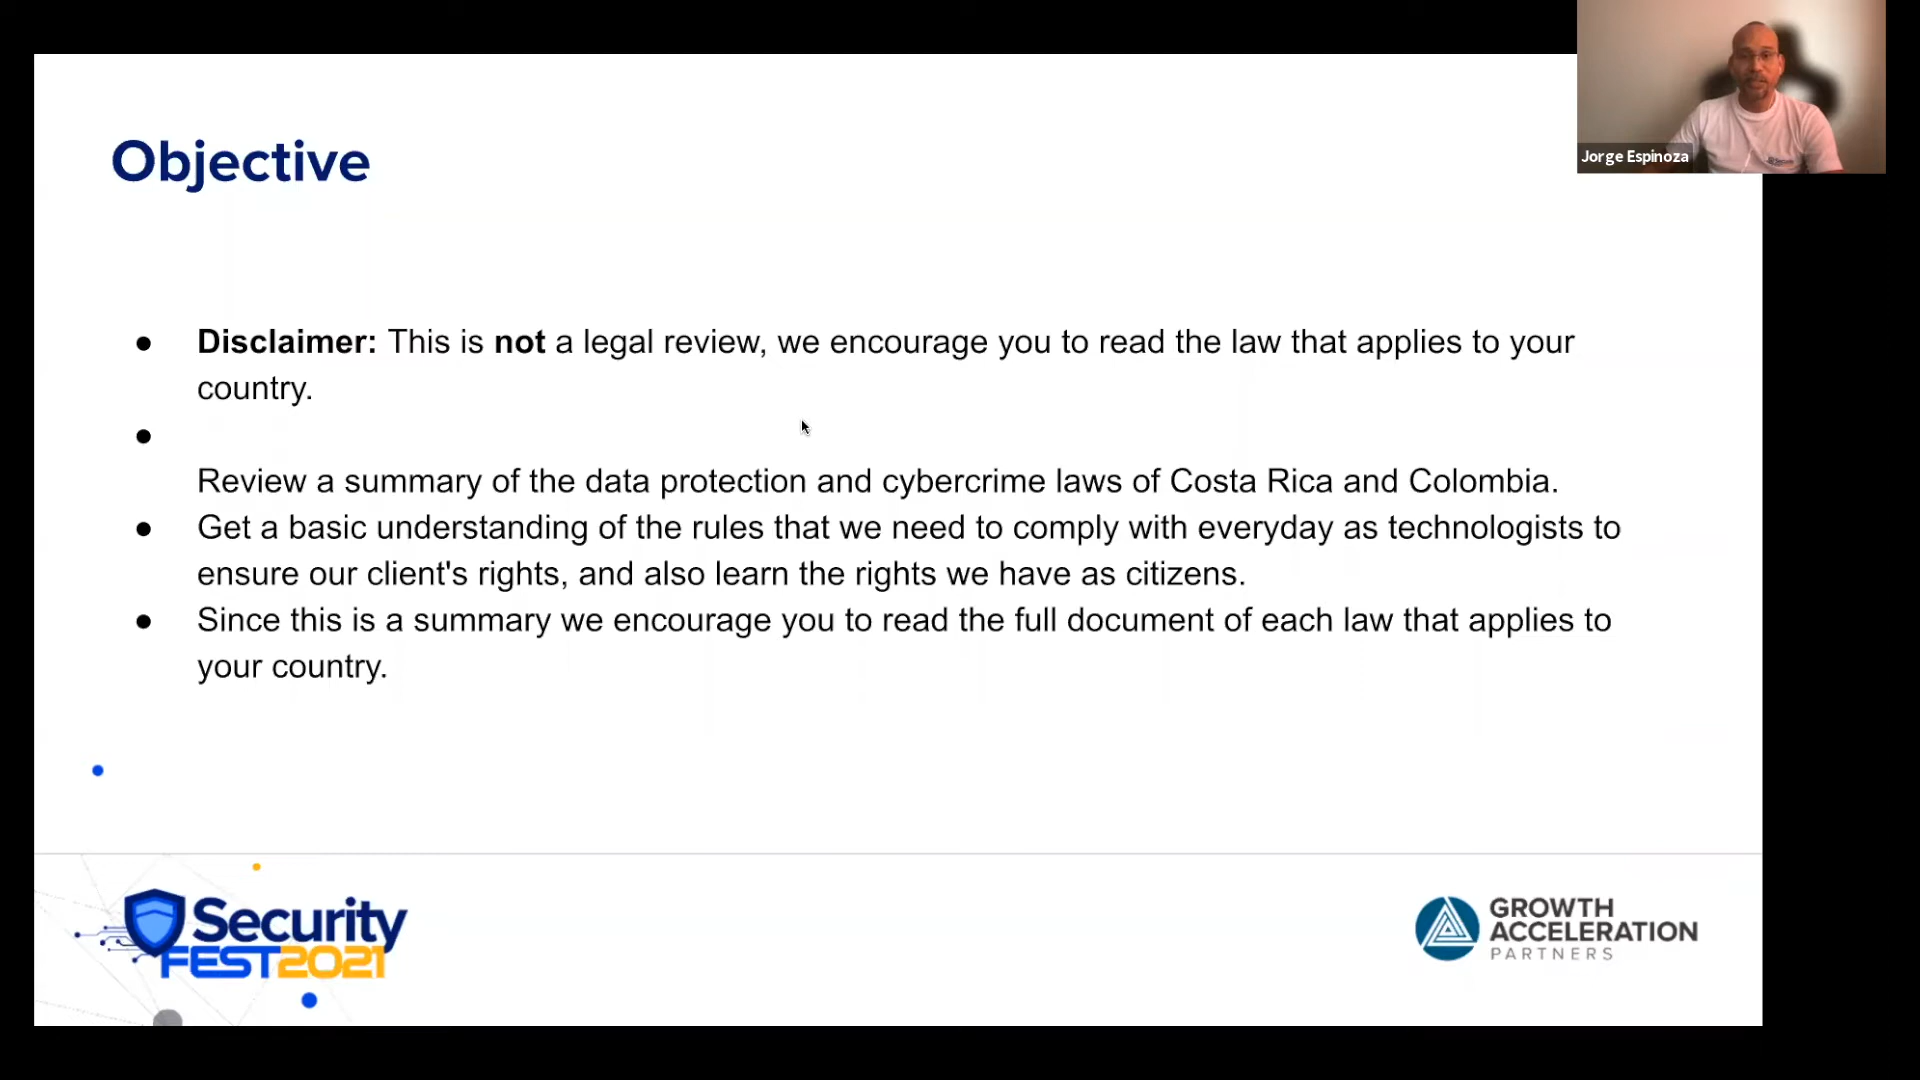 Objective
Jorge Espinoza
● Disclaimer: This is not a legal review, we encourage you to read the law that applies to your
country.
●
Review a summary of the data protection and cybercrime laws of Costa Rica and Colombia.
● Get a basic understanding of the rules that we need to comply with everyday as technologists to
ensure our client's rights, and also learn the rights we have as citizens.
● Since this is a summary we encourage you to read the full document of each law that applies to
your country.
Security
FEST2021
GROWTH
ACCELERATION
PARTNERS